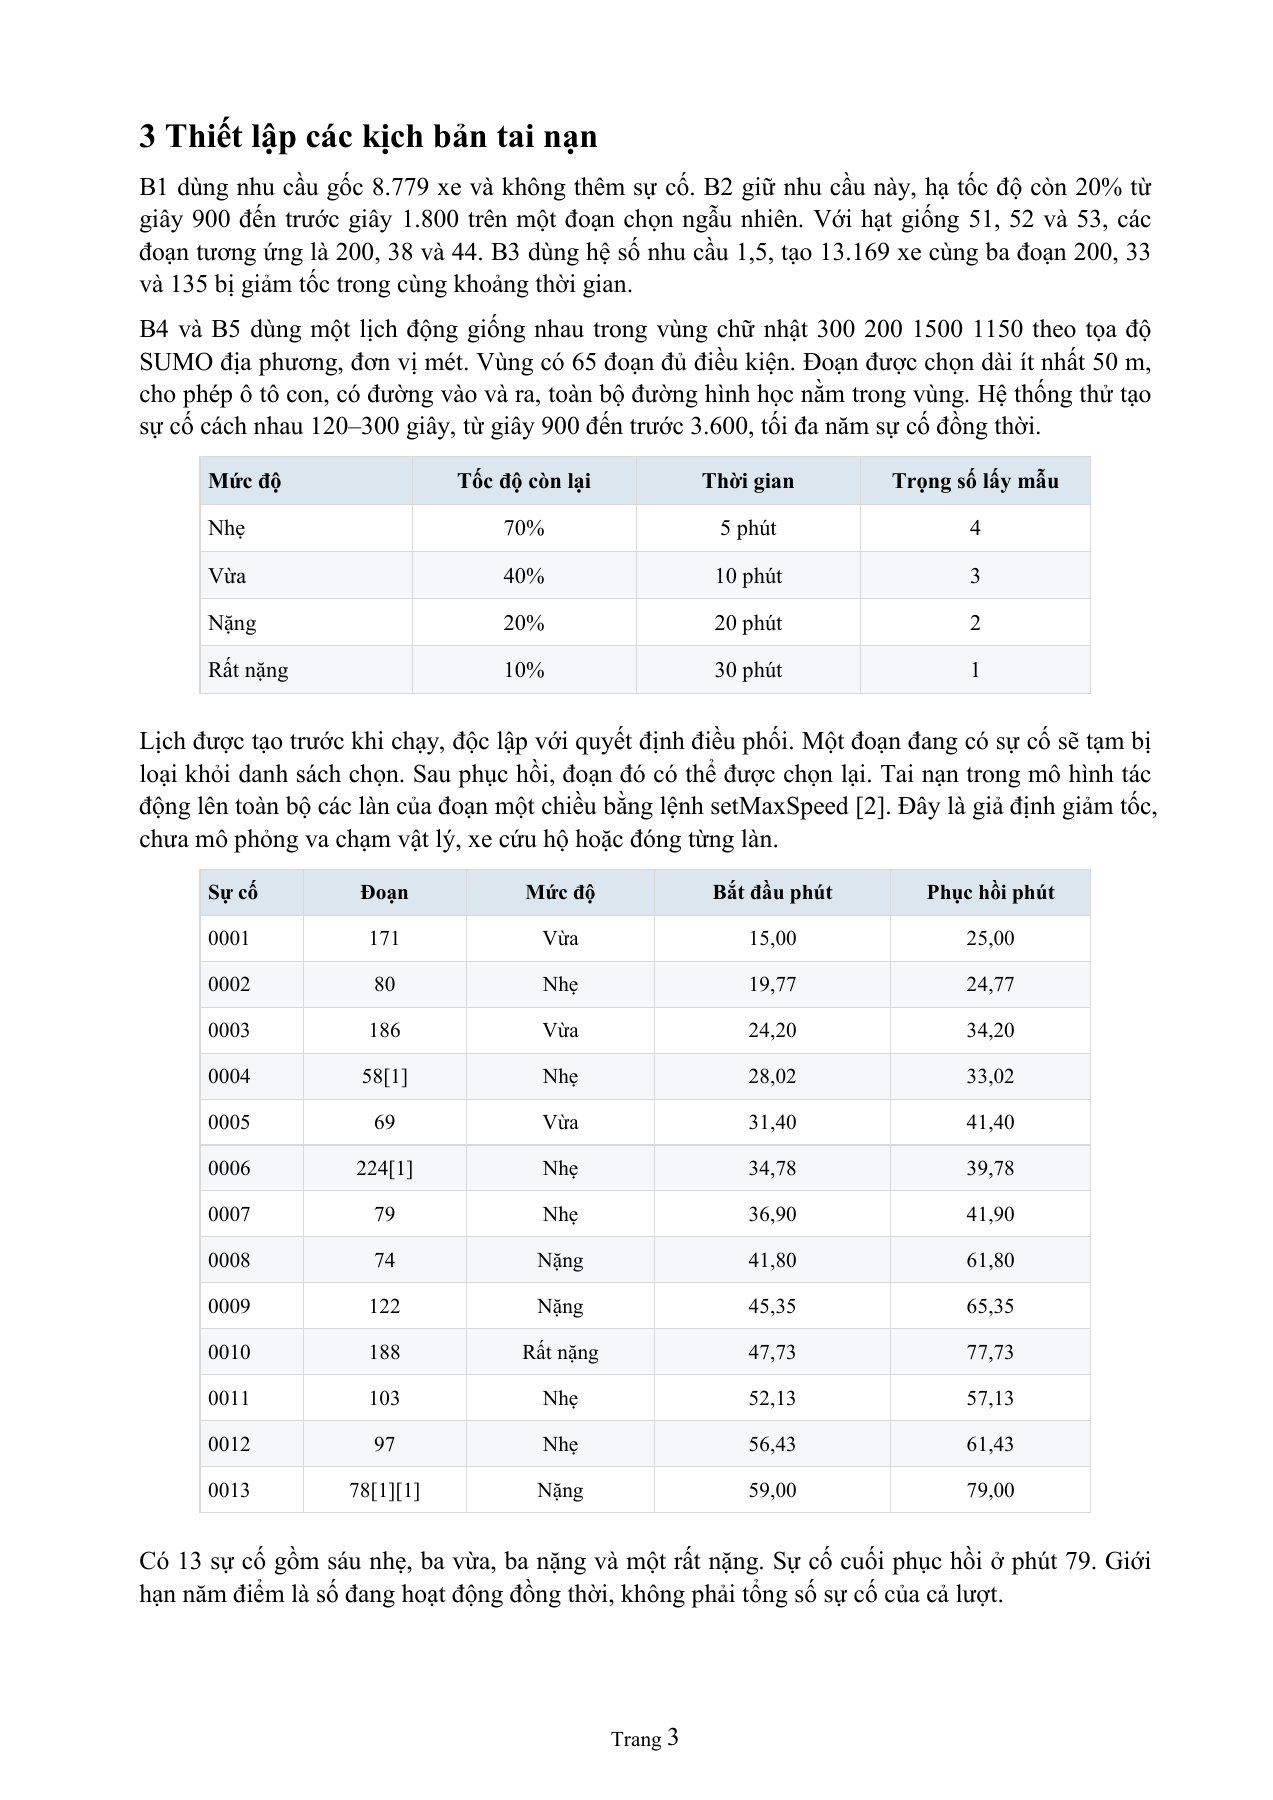 3 Thiết lập các kịch bản tai nạn
B1 dùng nhu cầu gốc 8.779 xe và không thêm sự cố. B2 giữ nhu cầu này, hạ tốc độ còn 20% từ
giây 900 đến trước giây 1.800 trên một đoạn chọn ngẫu nhiên. Với hạt giống 51, 52 và 53, các
đoạn tương ứng là 200, 38 và 44. B3 dùng hệ số nhu cầu 1,5, tạo 13.169 xe cùng ba đoạn 200, 33
và 135 bị giảm tốc trong cùng khoảng thời gian.
B4 và B5 dùng một lịch động giống nhau trong vùng chữ nhật 300 200 1500 1150 theo tọa độ
SUMO địa phương, đơn vị mét. Vùng có 65 đoạn đủ điều kiện. Đoạn được chọn dài ít nhất 50 m,
cho phép ô tô con, có đường vào và ra, toàn bộ đường hình học nằm trong vùng. Hệ thống thử tạo
sự cố cách nhau 120–300 giây, từ giây 900 đến trước 3.600, tối đa năm sự cố đồng thời.
Mức độ Tốc độ còn lại Thời gian Trọng số lấy mẫu
Nhẹ 70% 5 phút 4
Vừa 40% 10 phút 3
Nặng 20% 20 phút 2
Rất nặng 10% 30 phút 1
Lịch được tạo trước khi chạy, độc lập với quyết định điều phối. Một đoạn đang có sự cố sẽ tạm bị
loại khỏi danh sách chọn. Sau phục hồi, đoạn đó có thể được chọn lại. Tai nạn trong mô hình tác
động lên toàn bộ các làn của đoạn một chiều bằng lệnh setMaxSpeed [2]. Đây là giả định giảm tốc,
chưa mô phỏng va chạm vật lý, xe cứu hộ hoặc đóng từng làn.
Sự cố Đoạn Mức độ Bắt đầu phút Phục hồi phút
0001 171 Vừa 15,00 25,00
0002 80 Nhẹ 19,77 24,77
0003 186 Vừa 24,20 34,20
0004 58[1] Nhẹ 28,02 33,02
0005 69 Vừa 31,40 41,40
0006 224[1] Nhẹ 34,78 39,78
0007 79 Nhẹ 36,90 41,90
0008 74 Nặng 41,80 61,80
0009 122 Nặng 45,35 65,35
0010 188 Rất nặng 47,73 77,73
0011 103 Nhẹ 52,13 57,13
0012 97 Nhẹ 56,43 61,43
0013 78[1][1] Nặng 59,00 79,00
Có 13 sự cố gồm sáu nhẹ, ba vừa, ba nặng và một rất nặng. Sự cố cuối phục hồi ở phút 79. Giới
hạn năm điểm là số đang hoạt động đồng thời, không phải tổng số sự cố của cả lượt.
Trang 3